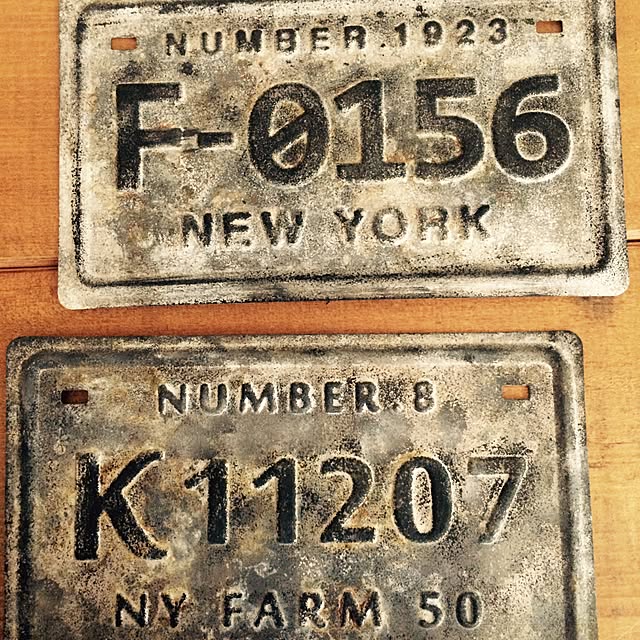 NUMBER.1923
F-0156
NEW YORK
NUMBER.8
K11207
NY FARM 50